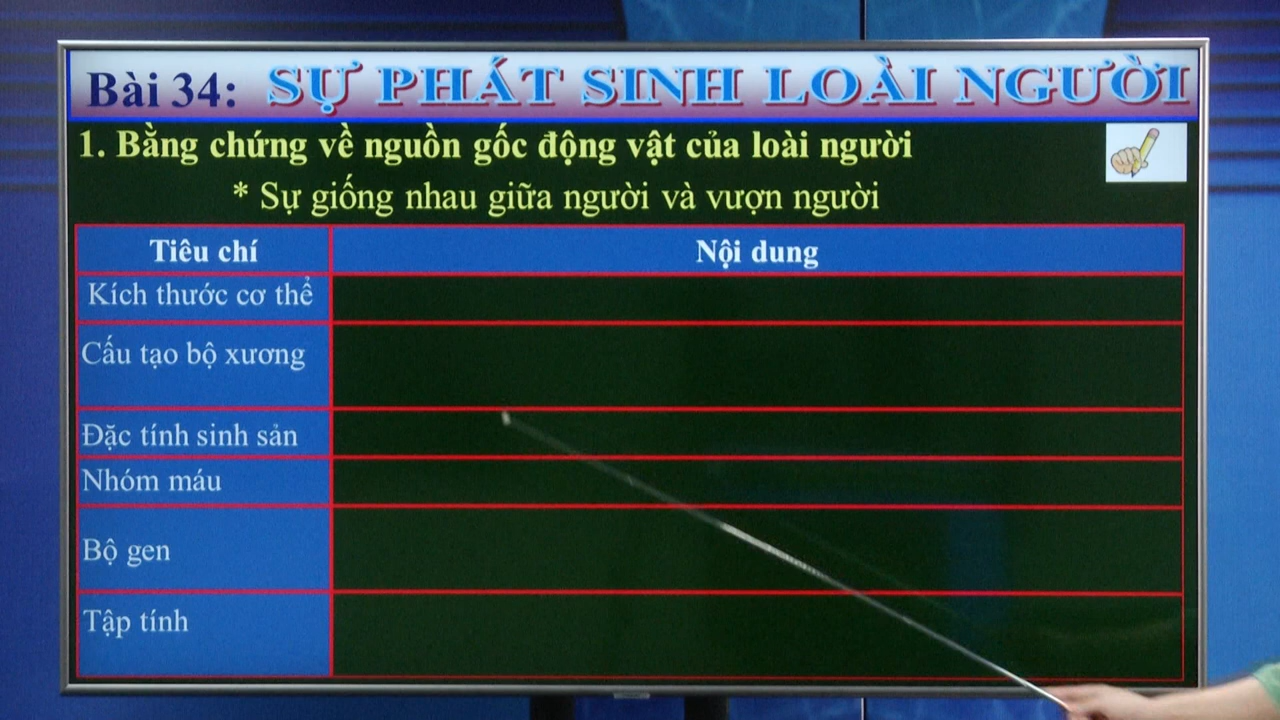 Bài 34: SỰ PHÁT SINH LOÀI NGƯỜI
1. Bằng chứng về nguồn gốc động vật của loài người
* Sự giống nhau giữa người và vượn người
Tiêu chí Nội dung
Kích thước cơ thể
Cấu tạo bộ xương
Đặc tính sinh sản
Nhóm máu
Bộ gen
Tập tính